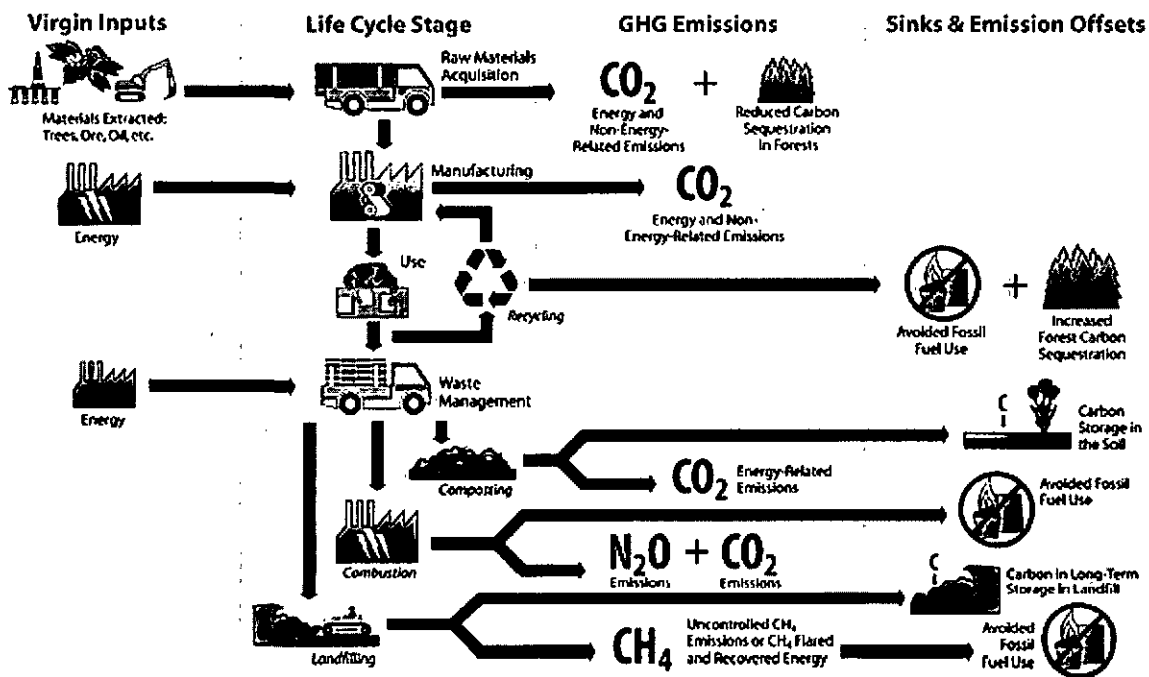 Virgin Inputs
Life Cycle Stage
GHG Emissions
Sinks & Emission Offsets
Materials Extracted:
Trees, Ore, Oil, etc.
Raw Materials
Acquisition
CO₂
Energy and
Non-Energy-
Related Emissions
+
Reduced Carbon
Sequestration
in Forests
Energy
Manufacturing
CO₂
Energy and Non-
Energy-Related Emissions
Use
Recycling
Avoided Fossil
Fuel Use
+
Increased
Forest Carbon
Sequestration
Energy
Waste
Management
Composting
C
Carbon
Storage in
the Soil
CO₂
Energy-Related
Emissions
Combustion
Avoided Fossil
Fuel Use
N₂O + CO₂
Emissions
Emissions
Landfilling
C
Carbon in Long-Term
Storage in Landfill
CH₄
Uncontrolled CH₄
Emissions or CH₄ Flared
and Recovered Energy
Avoided
Fossil
Fuel Use